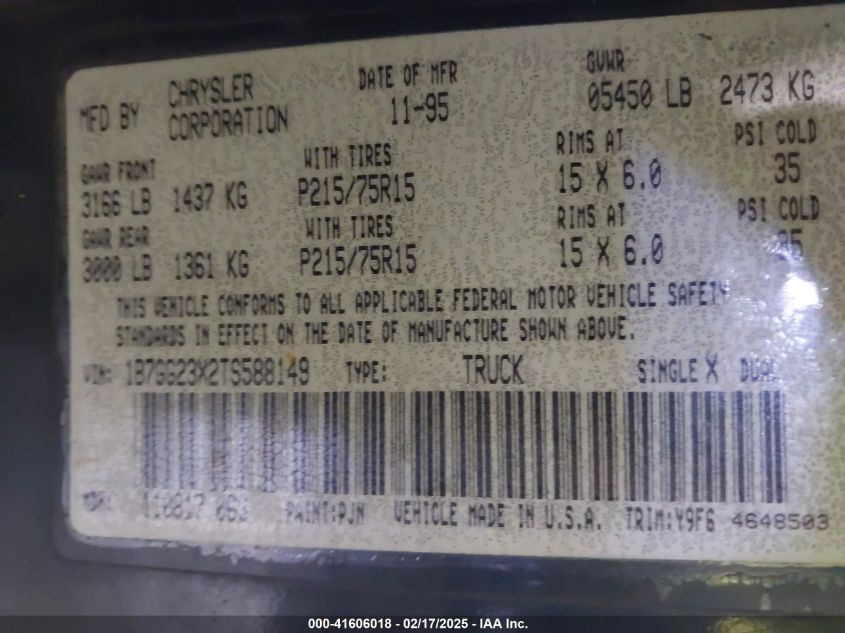 MFD BY CHRYSLER CORPORATION DATE OF MFR 11-95 GVWR 05450 LB 2473 KG
GAWR FRONT WITH TIRES RIMS AT PSI COLD
3166 LB 1437 KG P215/75R15 15 X 6.0 35
GAWR REAR WITH TIRES RIMS AT PSI COLD
3000 LB 1361 KG P215/75R15 15 X 6.0 35
THIS VEHICLE CONFORMS TO ALL APPLICABLE FEDERAL MOTOR VEHICLE SAFETY
STANDARDS IN EFFECT ON THE DATE OF MANUFACTURE SHOWN ABOVE.
VIN: 1B7GG23X2TS588149 TYPE: TRUCK SINGLE X DUAL
MDH: 110817 063 PAINT:PJN VEHICLE MADE IN U.S.A. TRIM:Y9F6 4648503
000-41606018 - 02/17/2025 - IAA Inc.